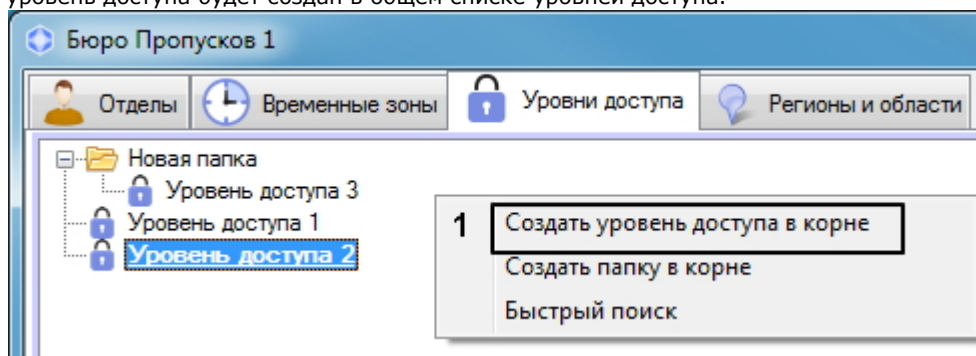 уровень доступа будет создан в общем списке уровней доступа.
Бюро Пропусков 1
Отделы Временные зоны Уровни доступа Регионы и области
Новая папка
Уровень доступа 3
Уровень доступа 1
Уровень доступа 2
1 Создать уровень доступа в корне
Создать папку в корне
Быстрый поиск